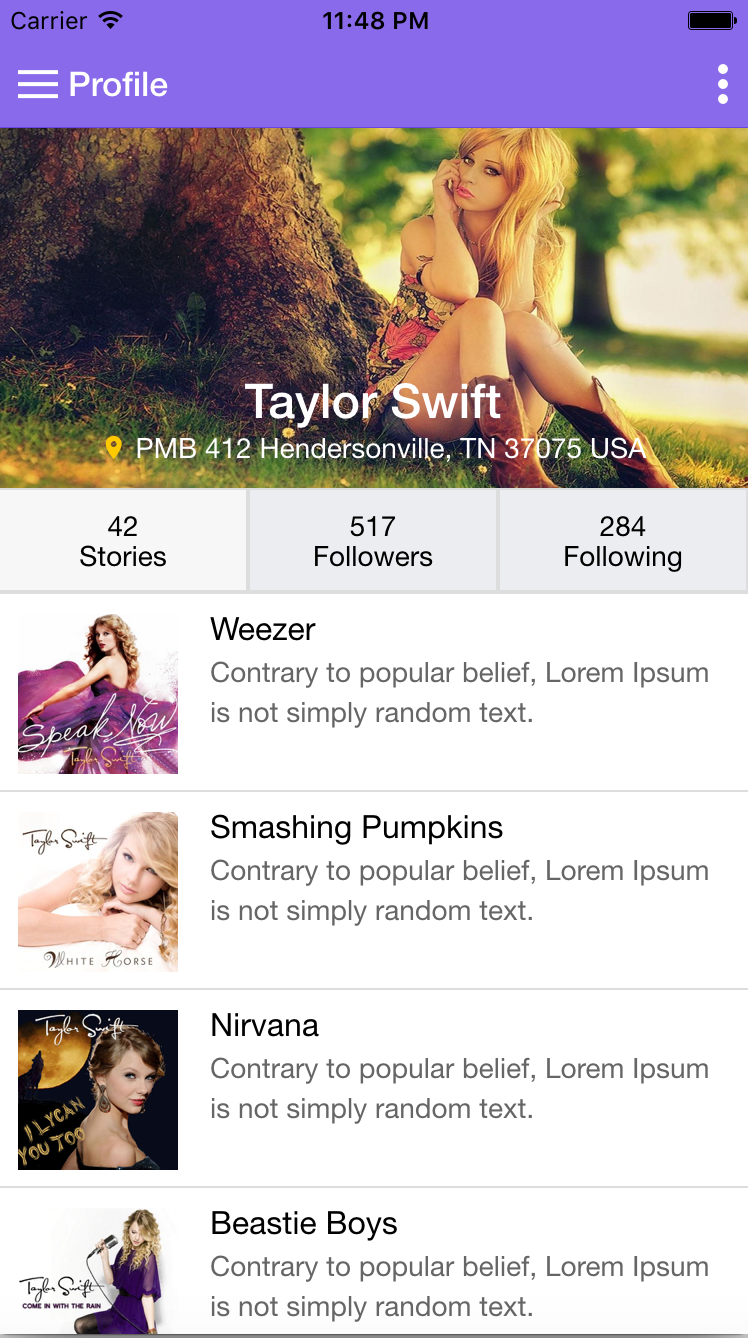 Carrier 11:48 PM
Profile
Taylor Swift
PMB 412 Hendersonville, TN 37075 USA
42
Stories
517
Followers
284
Following
Speak Now
Taylor Swift
Weezer
Contrary to popular belief, Lorem Ipsum
is not simply random text.
Taylor Swift
WHITE HORSE
Smashing Pumpkins
Contrary to popular belief, Lorem Ipsum
is not simply random text.
Taylor Swift
I LYCAN
YOU TOO
Nirvana
Contrary to popular belief, Lorem Ipsum
is not simply random text.
Taylor Swift
COME IN WITH THE RAIN
Beastie Boys
Contrary to popular belief, Lorem Ipsum
is not simply random text.